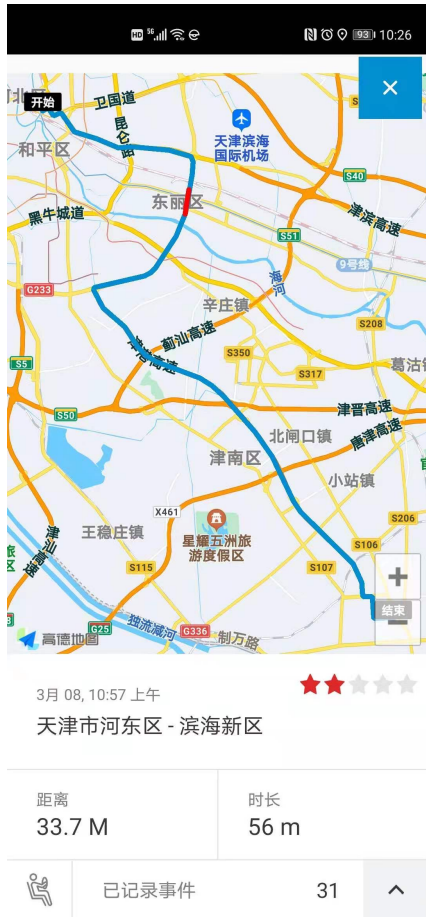 HD 5G 93 10:26
开始
卫国道
昆仑路
和平区
天津滨海
国际机场
S40
东丽区
津滨高速
黑牛城道
S51
9号线
海河
G233
辛庄镇
S208
蓟汕高速
S350
S5
S317
葛沽
S50
津晋高速
北闸口镇
唐津高速
津南区
小站镇
X461
S206
王稳庄镇
星耀五洲旅
游度假区
津汕高速
S106
S115
S107
结束
独流减河
G336
制万路
高德地图
G25
3月 08, 10:57 上午
天津市河东区 - 滨海新区
距离
时长
33.7 M
56 m
已记录事件
31